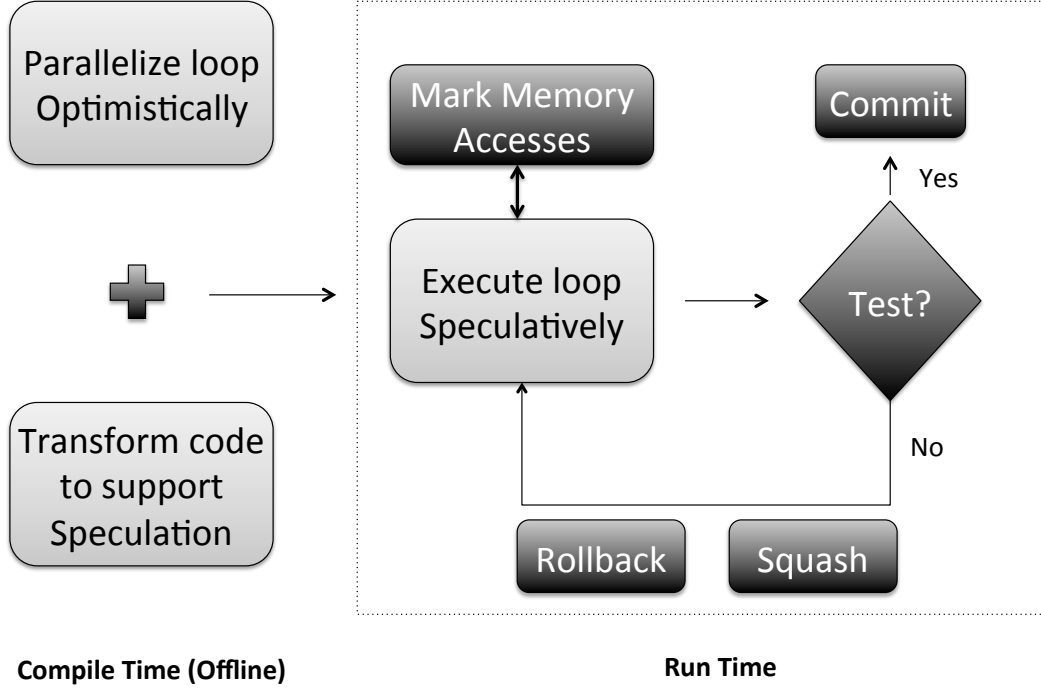 Parallelize loop
Optimistically
Transform code
to support
Speculation
Compile Time (Offline)
Mark Memory
Accesses
Execute loop
Speculatively
Test?
Yes
Commit
No
Rollback
Squash
Run Time